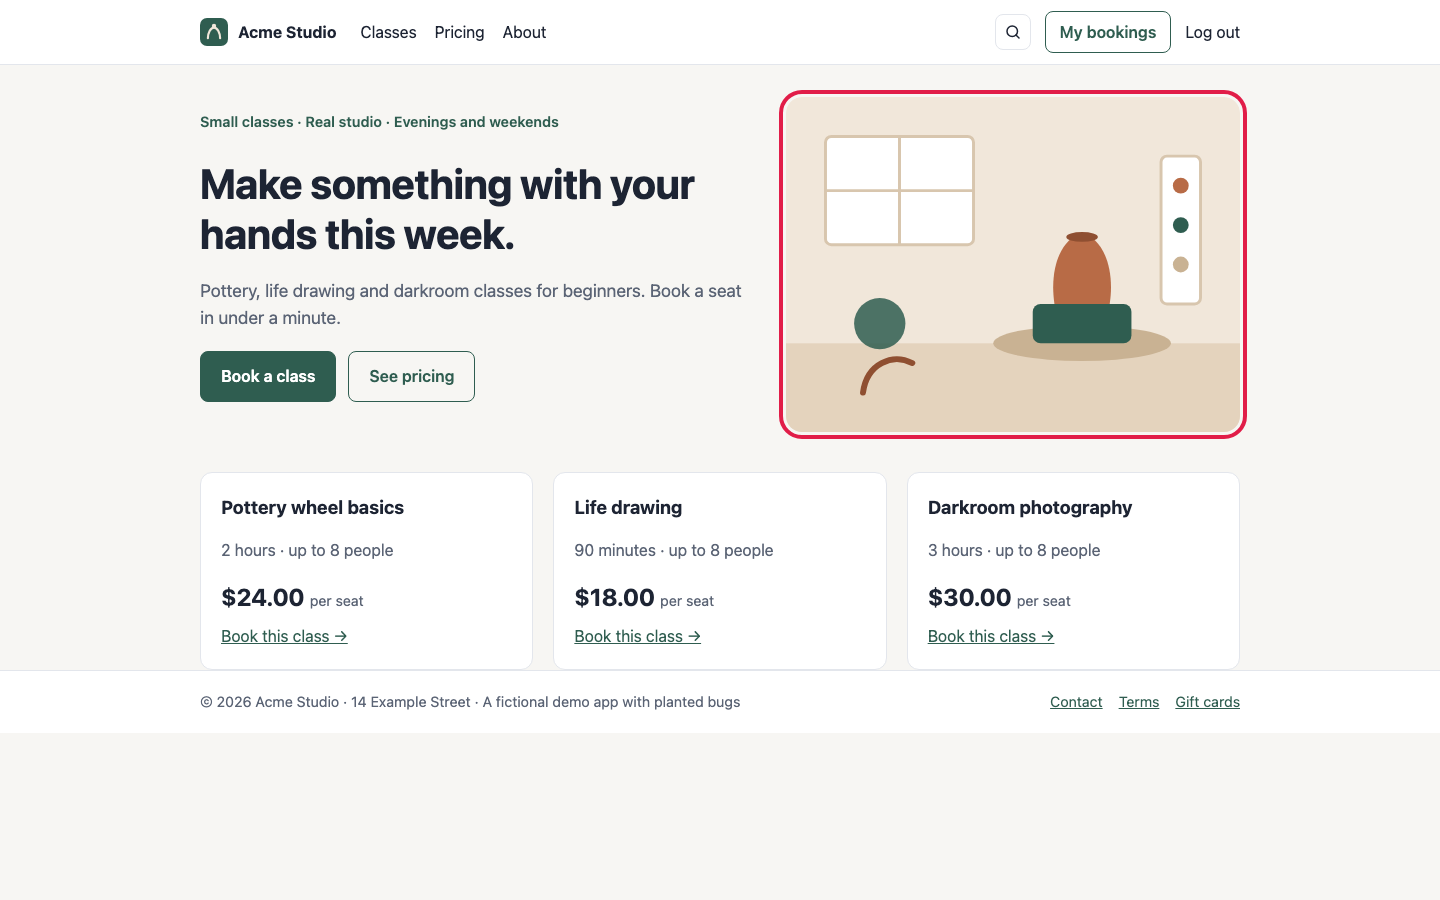 Acme Studio
Classes
Pricing
About
My bookings
Log out
Small classes · Real studio · Evenings and weekends
Make something with your
hands this week.
Pottery, life drawing and darkroom classes for beginners. Book a seat
in under a minute.
Book a class
See pricing
Pottery wheel basics
2 hours · up to 8 people
$24.00 per seat
Book this class →
Life drawing
90 minutes · up to 8 people
$18.00 per seat
Book this class →
Darkroom photography
3 hours · up to 8 people
$30.00 per seat
Book this class →
© 2026 Acme Studio · 14 Example Street · A fictional demo app with planted bugs
Contact
Terms
Gift cards